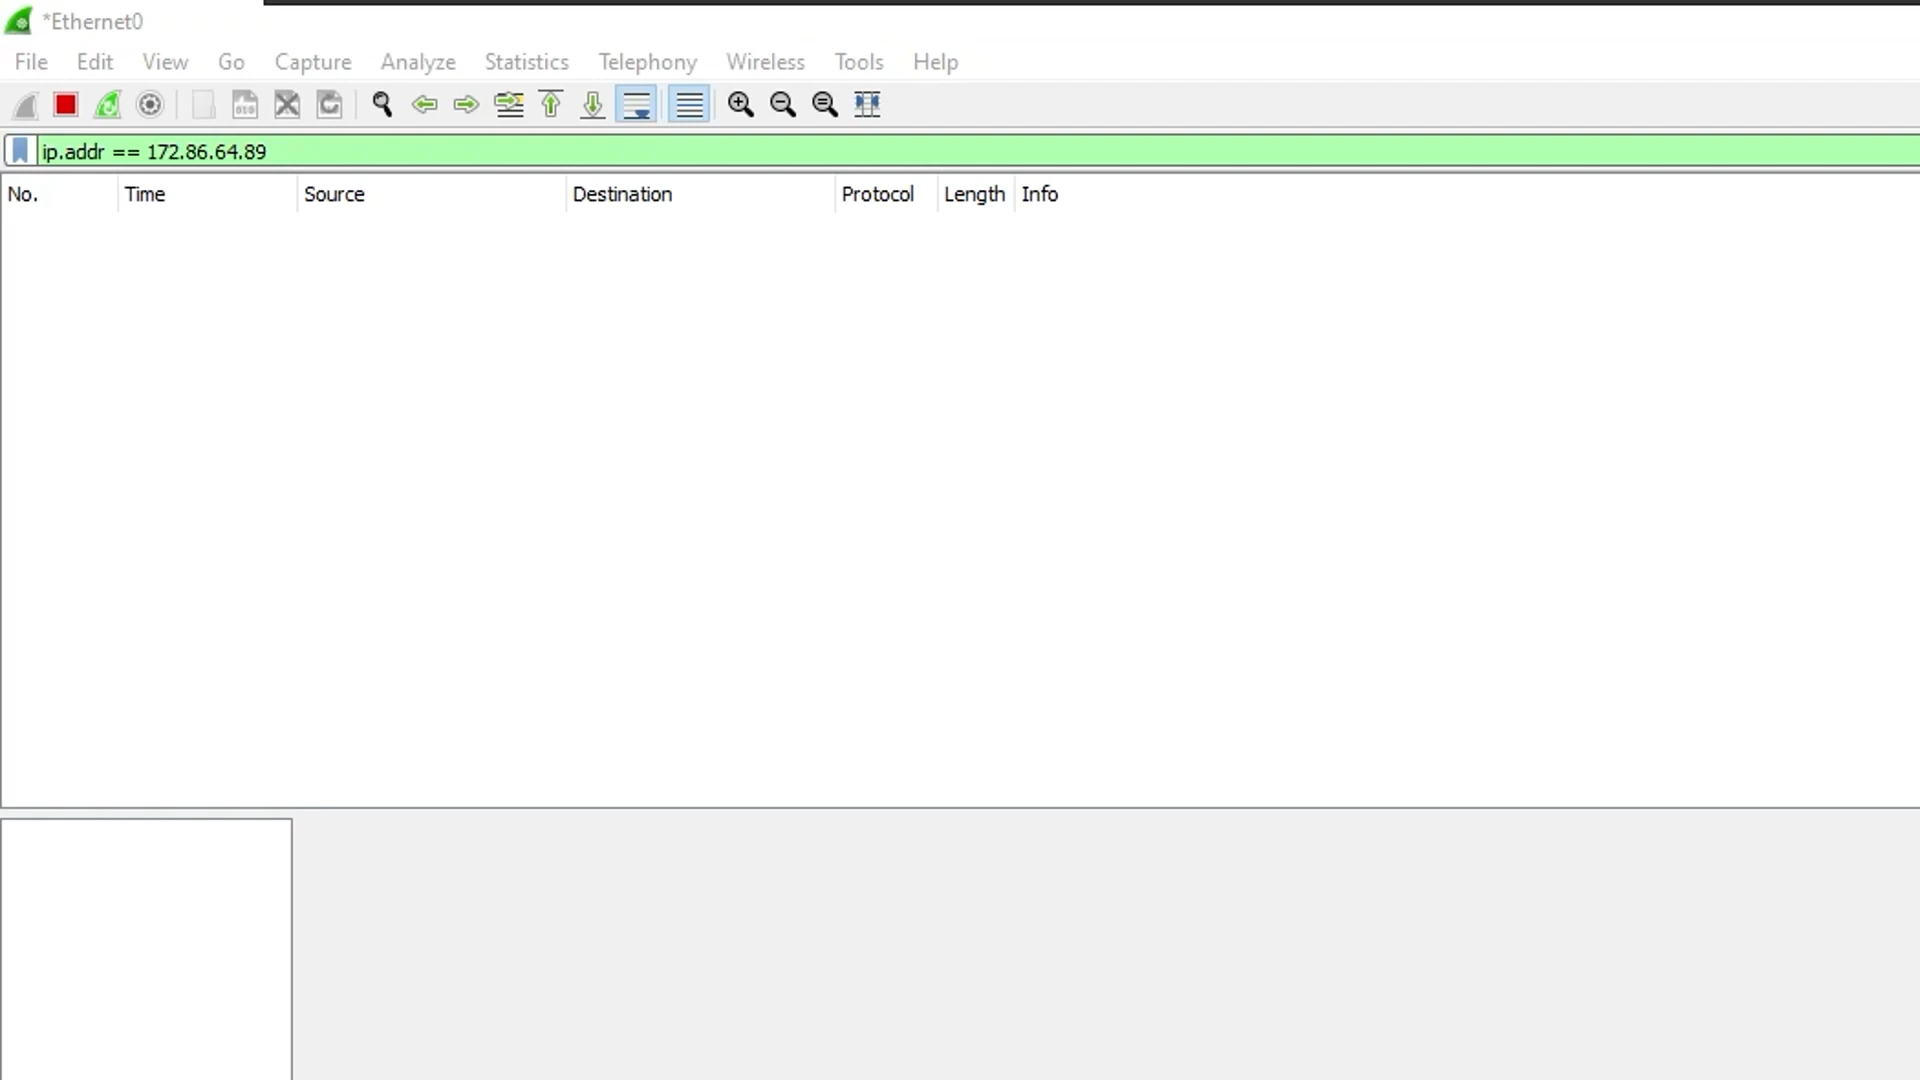 *Ethernet0
File Edit View Go Capture Analyze Statistics Telephony Wireless Tools Help
ip.addr == 172.86.64.89
No. Time Source Destination Protocol Length Info